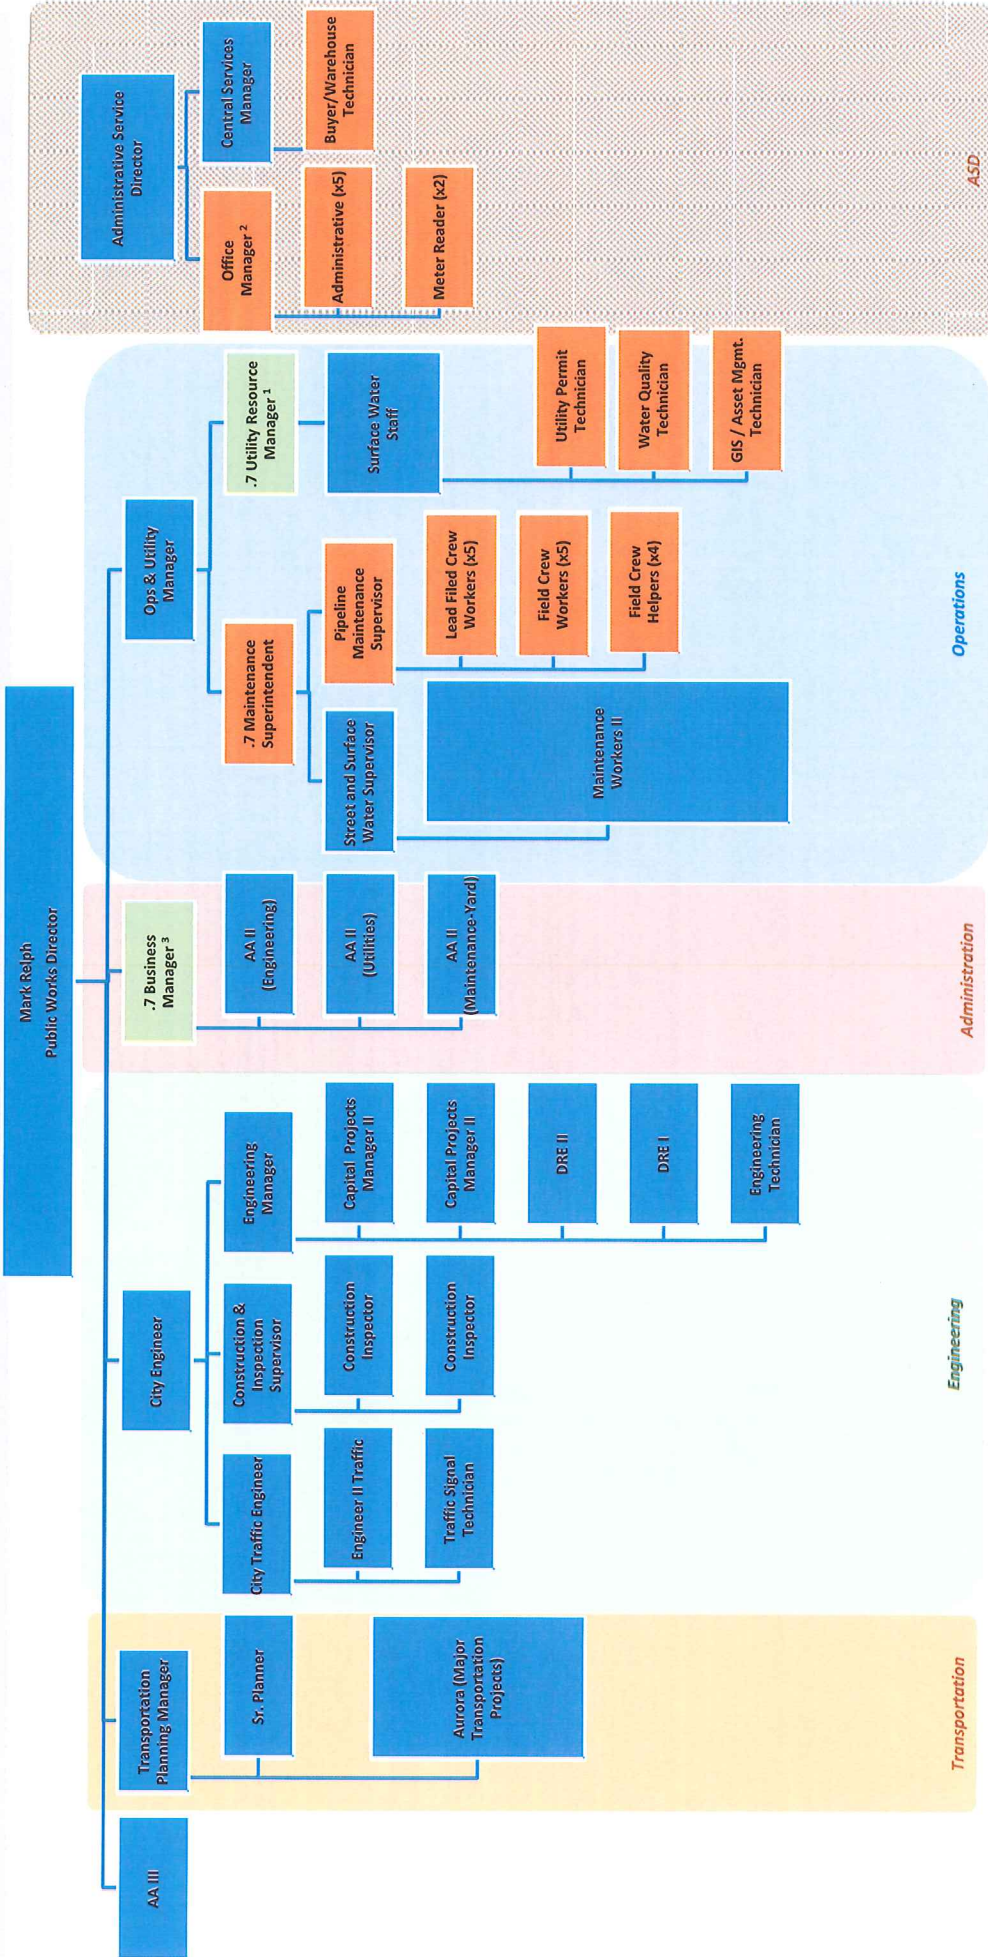 Mark Relph
Public Works Director
AA III
Transportation
Planning Manager
Sr. Planner
Aurora (Major
Transportation
Projects)
Transportation
City Engineer
City Traffic Engineer
Engineer II Traffic
Traffic Signal
Technician
Construction &
Inspection
Supervisor
Construction
Inspector
Construction
Inspector
Engineering
Manager
Capital Projects
Manager II
Capital Projects
Manager II
DRE II
DRE I
Engineering
Technician
Engineering
.7 Business
Manager 3
AA II
(Engineering)
AA II
(Utilities)
AA II
(Maintenance-Yard)
Administration
Ops & Utility
Manager
.7 Maintenance
Superintendent
Street and Surface
Water Supervisor
Maintenance
Workers II
Pipeline
Maintenance
Supervisor
Lead Filed Crew
Workers (x5)
Field Crew
Workers (x5)
Field Crew
Helpers (x4)
.7 Utility Resource
Manager 1
Surface Water
Staff
Utility Permit
Technician
Water Quality
Technician
GIS / Asset Mgmt.
Technician
Operations
Administrative Service
Director
Office
Manager 2
Administrative (x5)
Meter Reader (x2)
Central Services
Manager
Buyer/Warehouse
Technician
ASD